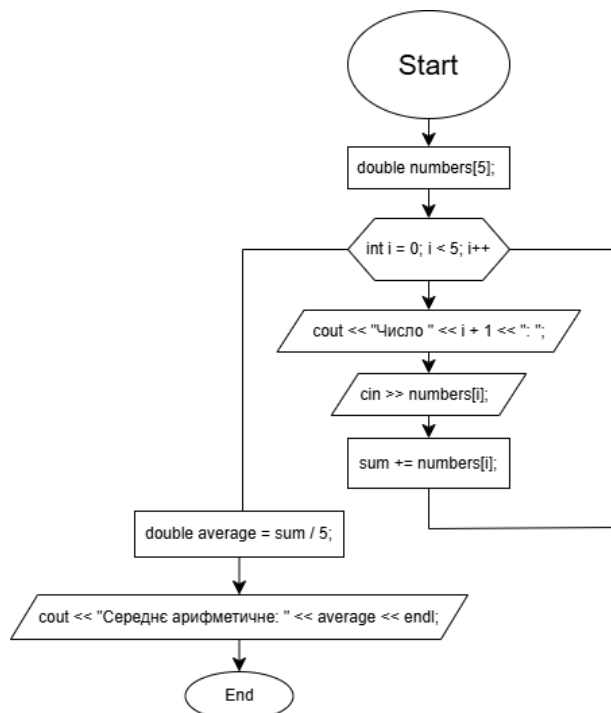 Start
double numbers[5];
int i = 0; i < 5; i++
cout << "Число " << i + 1 << ": ";
cin >> numbers[i];
sum += numbers[i];
double average = sum / 5;
cout << "Середнє арифметичне: " << average << endl;
End